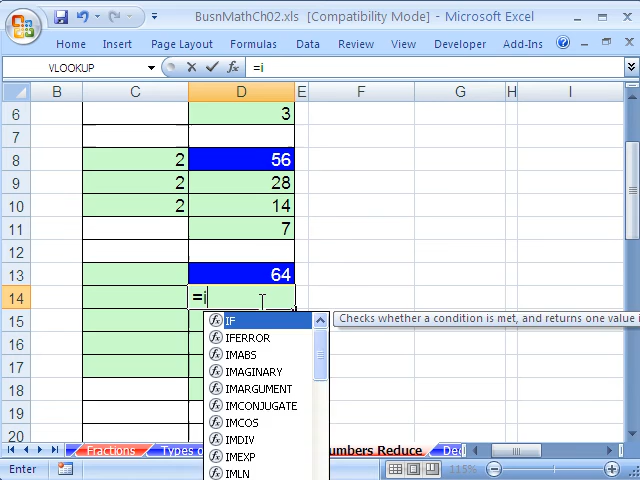 BusnMathCh02.xls [Compatibility Mode] - Microsoft Excel
Home Insert Page Layout Formulas Data Review View Developer Add-Ins
VLOOKUP =i
B C D E F G H I
6 3
7
8 2 56
9 2 28
10 2 14
11 7
12
13 64
14 =i
15 IF Checks whether a condition is met, and returns one value i
16 IFERROR
17 IMABS
18 IMAGINARY
19 IMARGUMENT
20 IMCONJUGATE
IMCOS
IMDIV
IMEXP
IMLN
Fractions Types o umbers Reduce De
Enter 115%